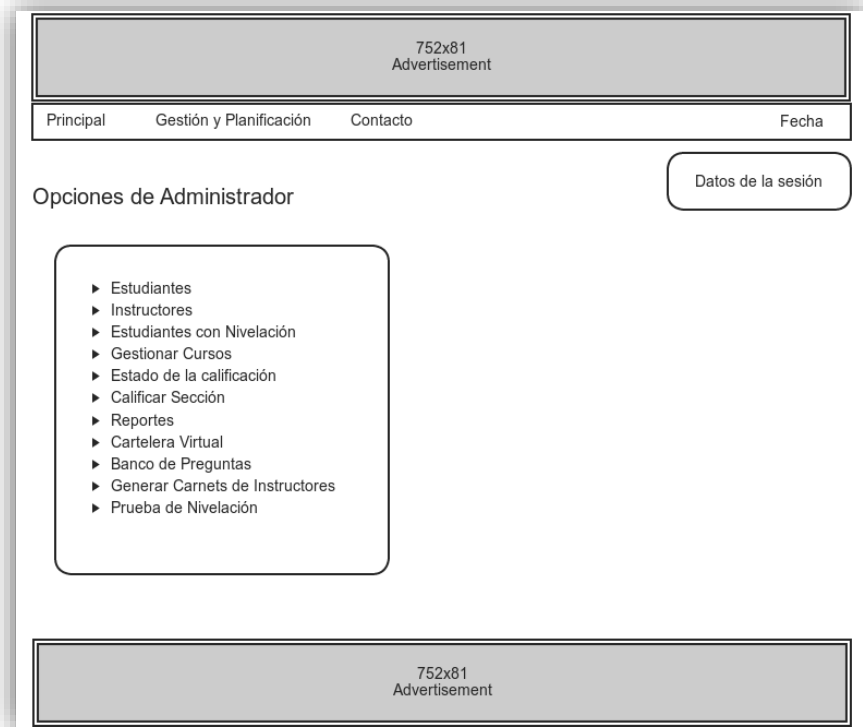 752x81
Advertisement
Principal Gestión y Planificación Contacto Fecha
Datos de la sesión
Opciones de Administrador
Estudiantes
Instructores
Estudiantes con Nivelación
Gestionar Cursos
Estado de la calificación
Calificar Sección
Reportes
Cartelera Virtual
Banco de Preguntas
Generar Carnets de Instructores
Prueba de Nivelación
752x81
Advertisement